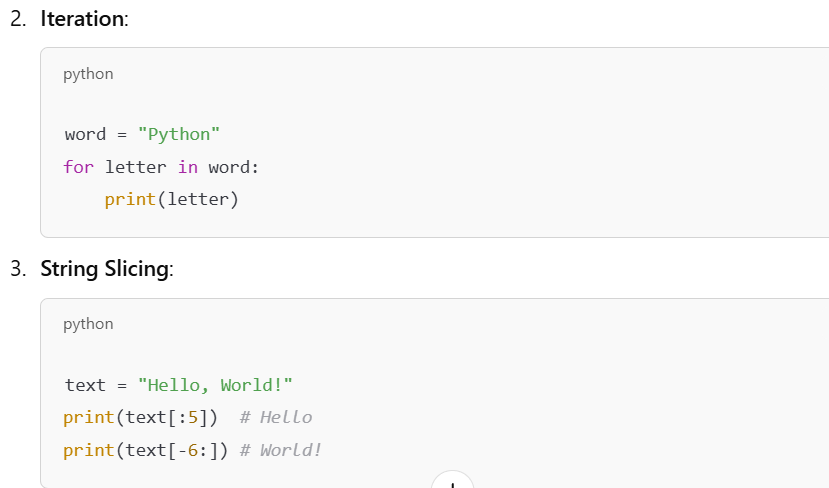 2. Iteration:
python
word = "Python"
for letter in word:
    print(letter)
3. String Slicing:
python
text = "Hello, World!"
print(text[:5])  # Hello
print(text[-6:]) # World!